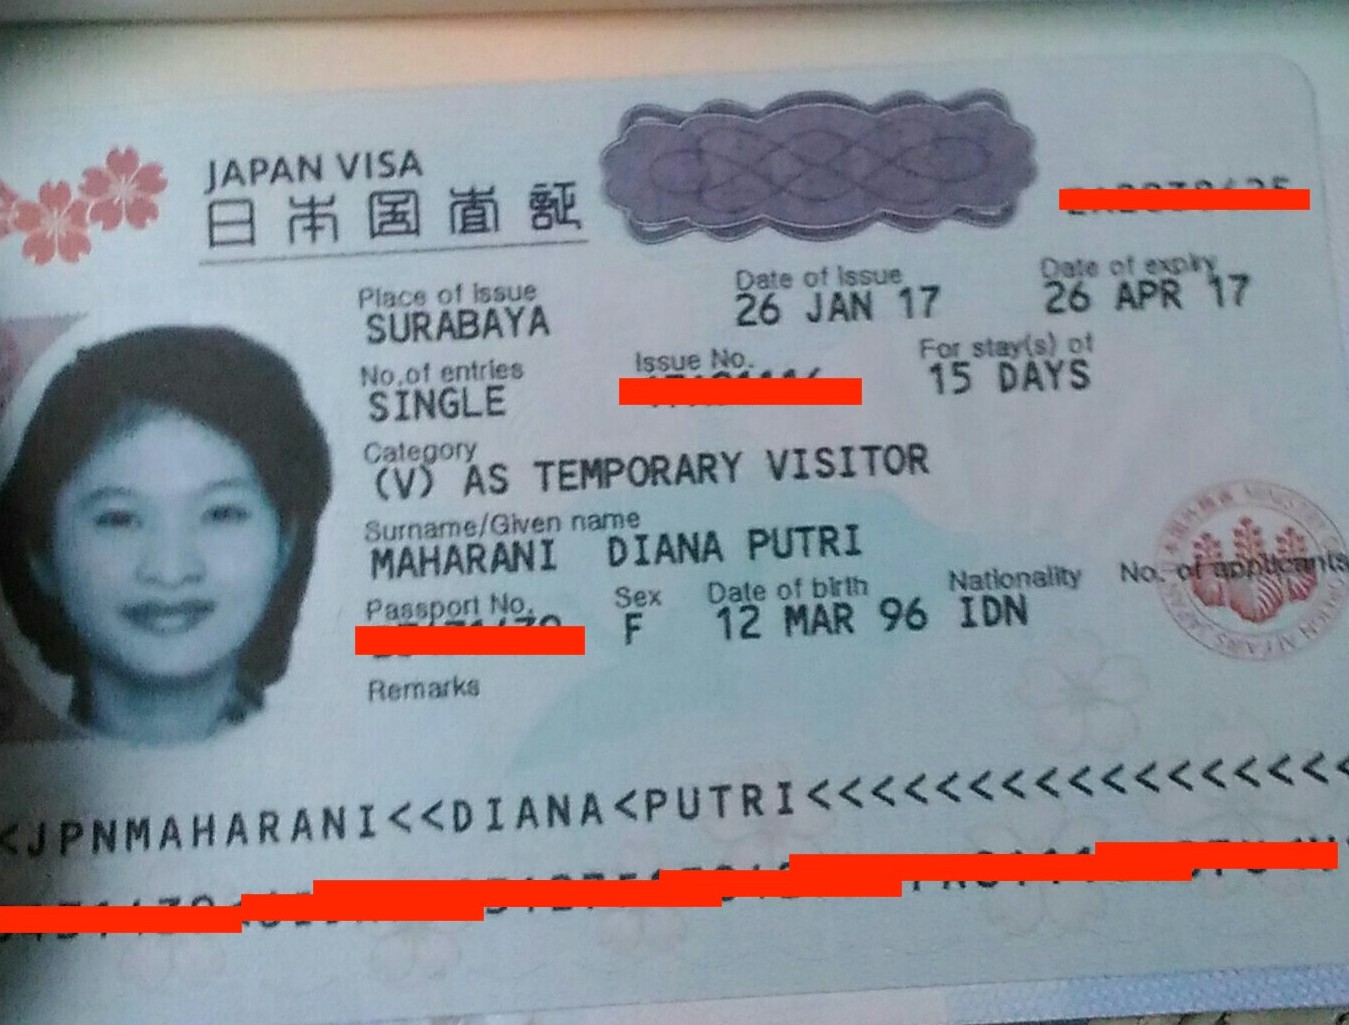 JAPAN VISA
日本国査証
Place of issue
SURABAYA
Date of issue
26 JAN 17
Date of expiry
26 APR 17
No.of entries
SINGLE
Issue No.
For stay(s) of
15 DAYS
Category
(V) AS TEMPORARY VISITOR
Surname/Given name
MAHARANI DIANA PUTRI
Passport No.
Sex
F
Date of birth
12 MAR 96
Nationality
IDN
No. of applicants
Remarks
<JPNMAHARANI<<DIANA<PUTRI<<<<<<<<<<<<<<<<<<